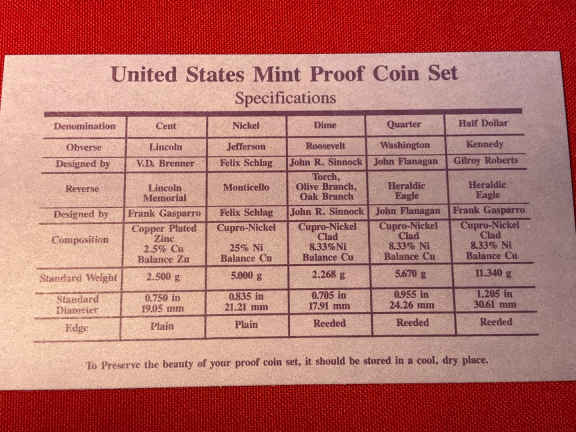 United States Mint Proof Coin Set
Specifications
Denomination Cent Nickel Dime Quarter Half Dollar
Obverse Lincoln Jefferson Roosevelt Washington Kennedy
Designed by V.D. Brenner Felix Schlag John R. Sinnock John Flanagan Gilroy Roberts
Reverse Lincoln Memorial Monticello Torch, Olive Branch, Oak Branch Heraldic Eagle Heraldic Eagle
Designed by Frank Gasparro Felix Schlag John R. Sinnock John Flanagan Frank Gasparro
Composition Copper Plated Zinc 2.5% Cu Balance Zn Cupro-Nickel 25% Ni Balance Cu Cupro-Nickel Clad 8.33%Ni Balance Cu Cupro-Nickel Clad 8.33% Ni Balance Cu Cupro-Nickel Clad 8.33% Ni Balance Cu
Standard Weight 2.500 g 5.000 g 2.268 g 5.670 g 11.340 g
Standard Diameter 0.750 in 19.05 mm 0.835 in 21.21 mm 0.705 in 17.91 mm 0.955 in 24.26 mm 1.205 in 30.61 mm
Edge Plain Plain Reeded Reeded Reeded
To Preserve the beauty of your proof coin set, it should be stored in a cool, dry place.